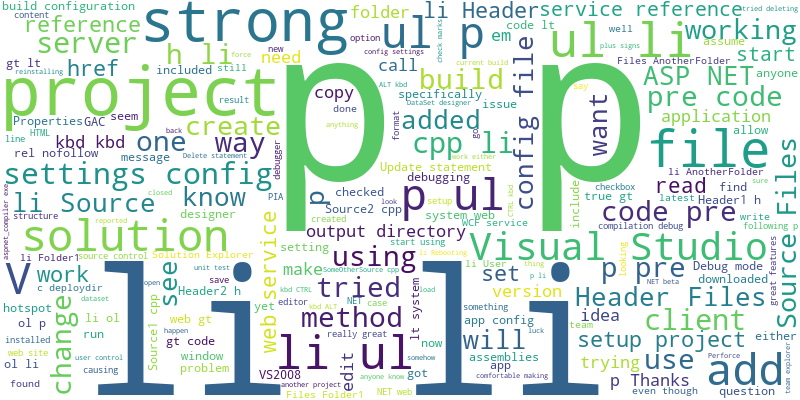 build configuration
content
reference
server
gt lt
href
h li
included
still
reinstalling
strong
folder
li Header
em
call
ul p
code lt
check marks
service reference
tried deleting
working
assume
start
well
option
new
force
config settings
plus signs
Files AnotherFolder
anyone
need
project
p p
ul li
ASP NET
pre code
application
allow
result
ALT kbd
build
current build
DataSet designer
specifically
issue
say
copy
done
anything
added
good
config file
want
file
Properties
GAC
seem
create
line
HTML
kbd kbd
one
way
back
rel nofollow
message
Delete statement
debugger
PIA
format
cpp li
work either
li AnotherFolder
checkbox
true gt
latest
find
sure
Update statement
debugging
setup
settings config
li Source
know
structure
closed
reported
designer
p
checked
Source2 cpp
look
created
p ul
system web
WCF service
CTRL kbd
include
read
Header1 h
write
code pre
compilation debug
following p
Source Files
aspnet_compiler exe
solution
output directory
setting
start using
li User
li Rebooting
thing
p li
Visual Studio
looking
Debug mode
downloaded
NET beta
great features
li Folder1
source control
Solution Explorer
unit test
V
work
see
c deploydir
hotspot
ol p
li ol
change
run
web service
yet
make
using
SomeOtherSource cpp
kbd CTRL
kbd ALT
NET case
load
tried
set
p pre
version
Header Files
client
app config
idea
team
will
something
luck
Header2 h
save
open
editor
really great
method
lt system
now
setup project
either
installed
web site
ol li
found
dataset
user control
causing
happen
Source1 cpp
web gt
gt code
window
problem
VS2008
another project
Files Folder1
li ul
edit
anyone know
somehow
got
NET web
assemblies
app
comfortable making
trying
use
p Thanks
even though
add
Perforce
question
team explorer
li li